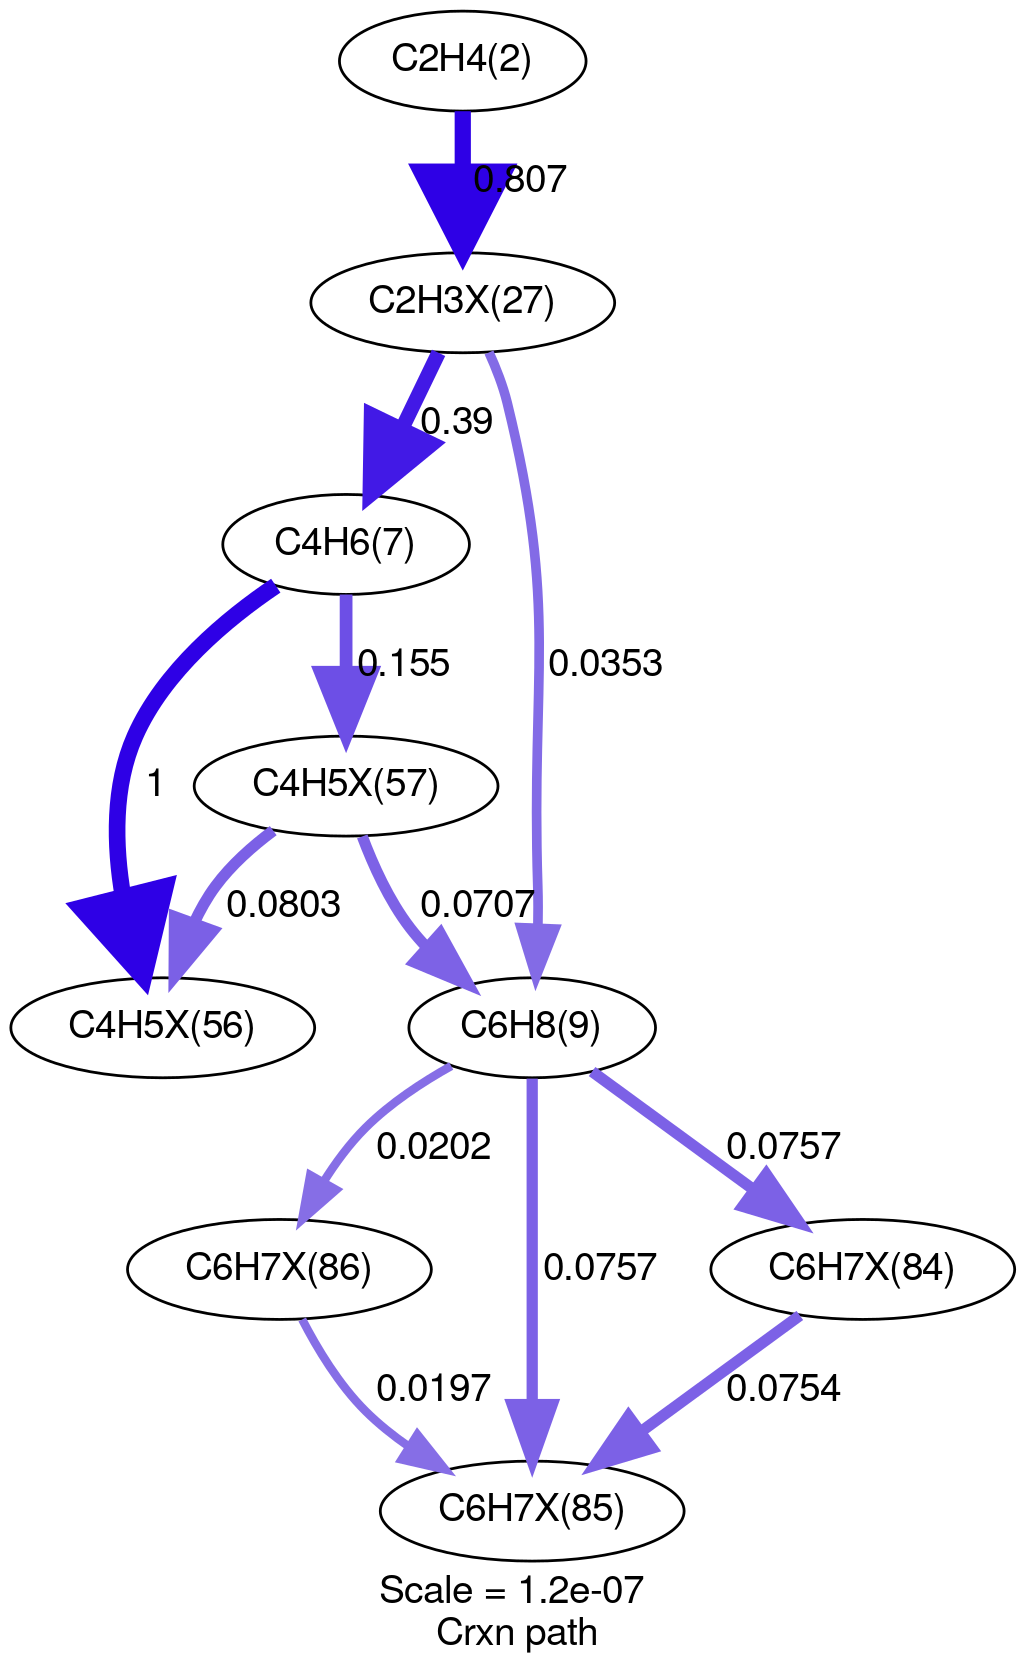 C2H4(2)
0.807
C2H3X(27)
0.39
C4H6(7)
0.155
0.0353
C4H5X(57)
1
0.0803
0.0707
C4H5X(56)
C6H8(9)
0.0202
0.0757
C6H7X(86)
0.0757
C6H7X(84)
0.0197
0.0754
C6H7X(85)
Scale = 1.2e-07
Crxn path